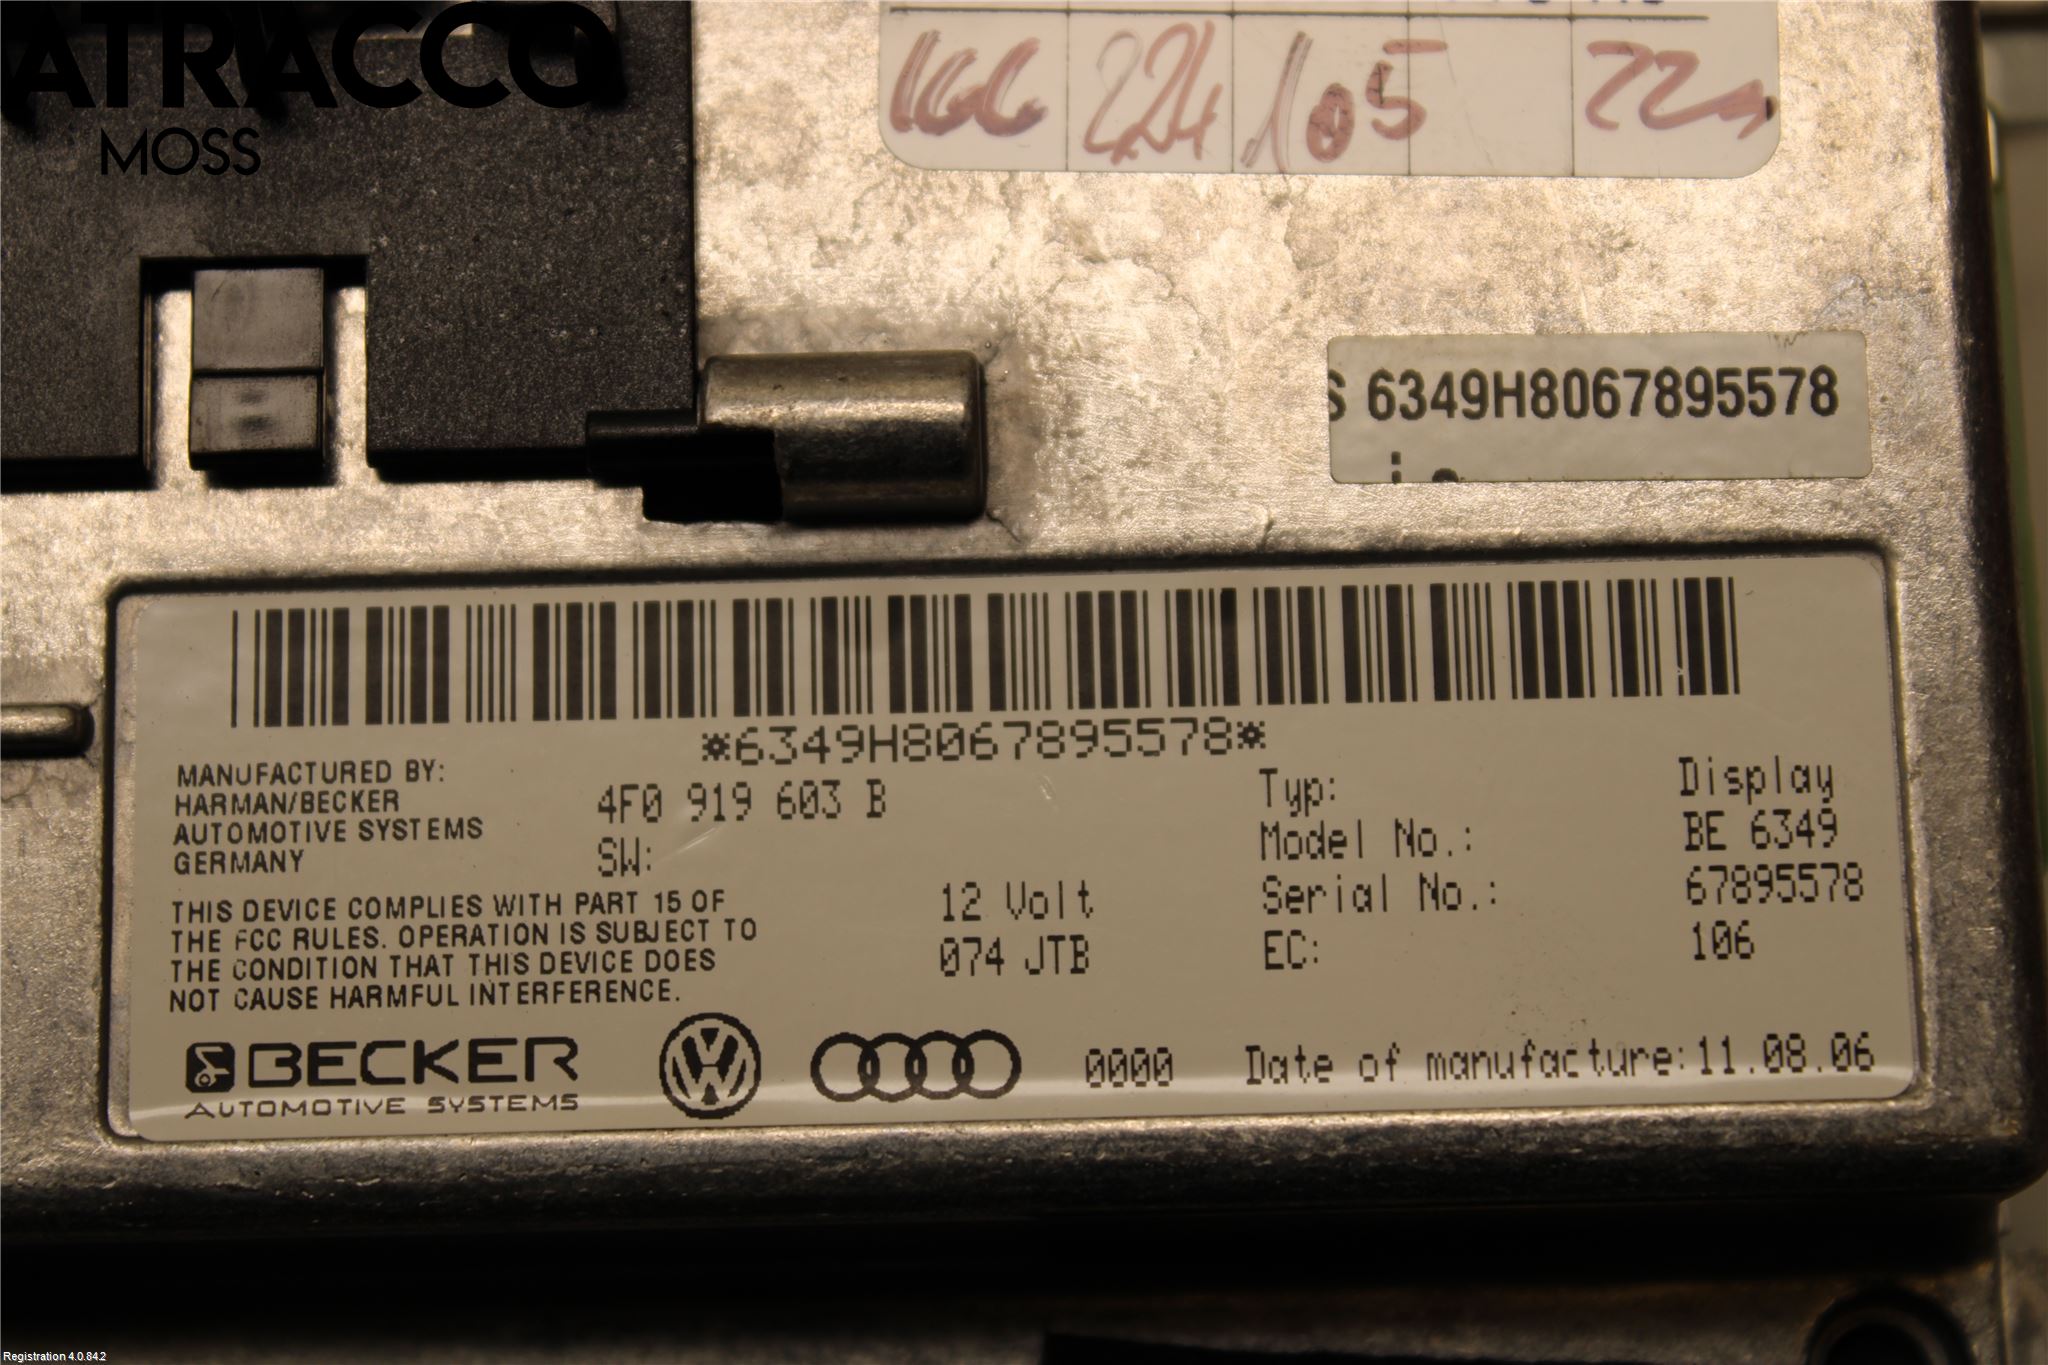 ATRACCO
MOSS
166 224 105 22
S 6349H8067895578
*6349H8067895578*
MANUFACTURED BY:
HARMAN/BECKER
AUTOMOTIVE SYSTEMS
GERMANY
4F0 919 603 B
SW:
Typ: Display
Model No.: BE 6349
Serial No.: 67895578
EC: 106
12 Volt
074 JTB
THIS DEVICE COMPLIES WITH PART 15 OF
THE FCC RULES. OPERATION IS SUBJECT TO
THE CONDITION THAT THIS DEVICE DOES
NOT CAUSE HARMFUL INTERFERENCE.
BECKER
AUTOMOTIVE SYSTEMS
0000 Date of manufacture: 11.08.06
Registration 4.0.84.2